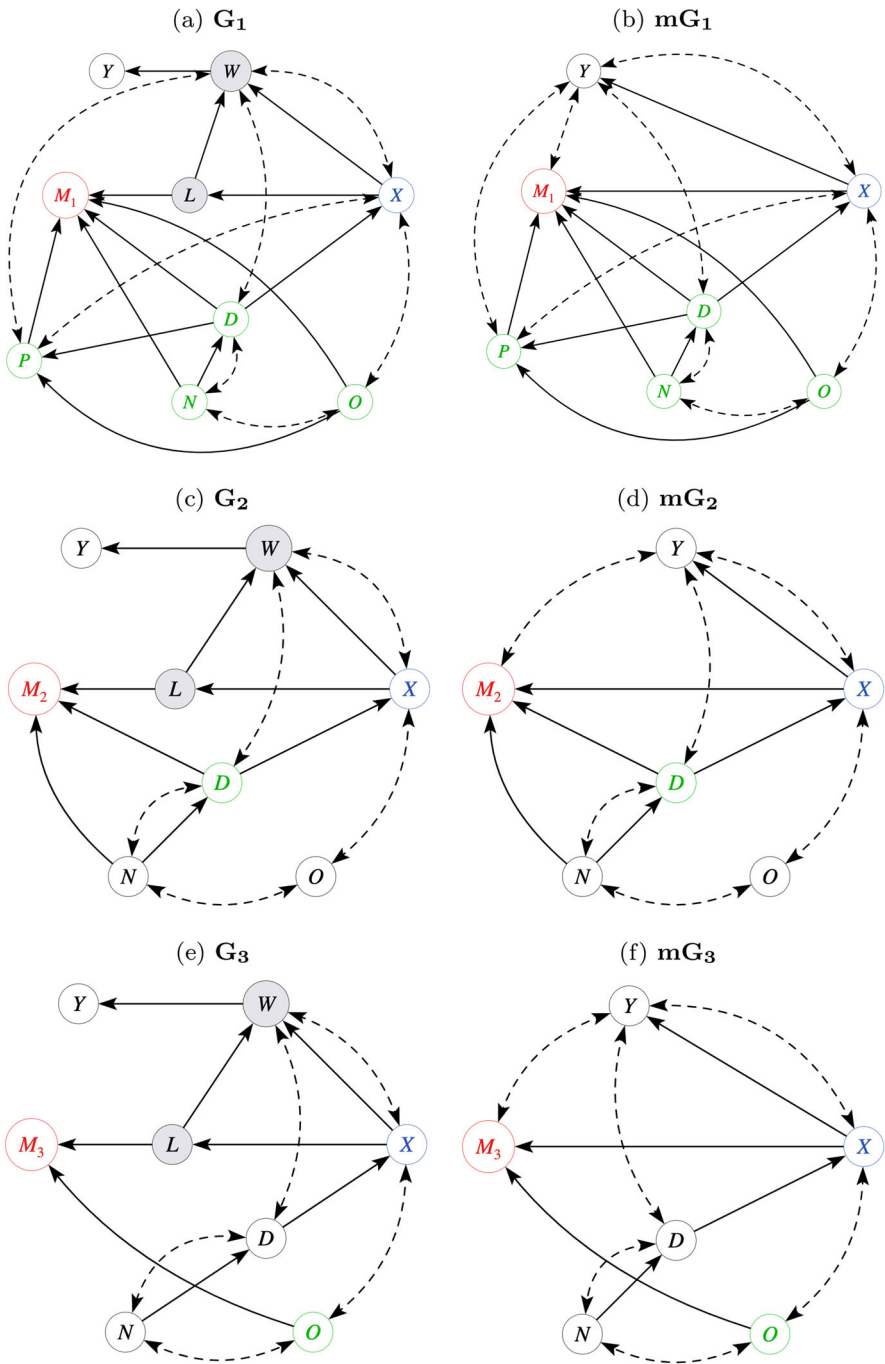 (a) G₁
(b) mG₁
Y
W
Y
M₁
L
X
M₁
X
D
D
P
P
N
O
N
O
(c) G₂
(d) mG₂
Y
W
Y
M₂
L
X
M₂
X
D
D
N
O
N
O
(e) G₃
(f) mG₃
Y
W
Y
M₃
L
X
M₃
X
D
D
N
O
N
O